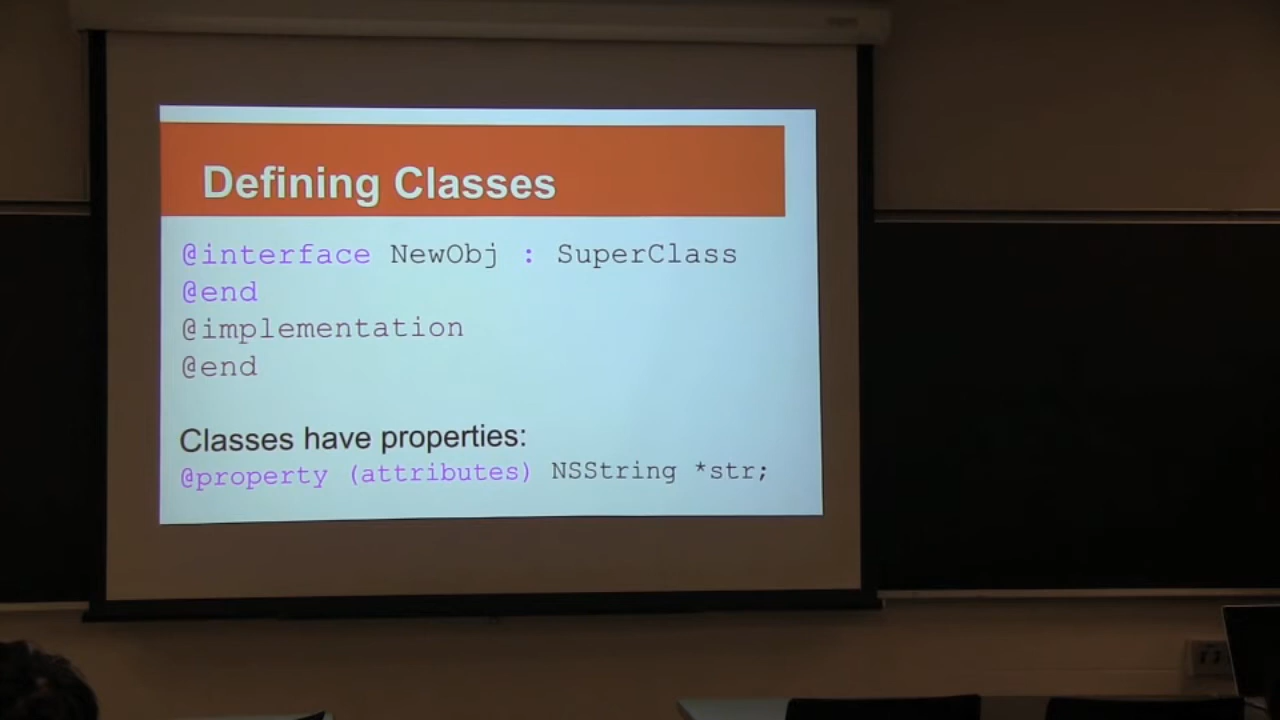 Defining Classes
@interface NewObj : SuperClass
@end
@implementation
@end
Classes have properties:
@property (attributes) NSString *str;